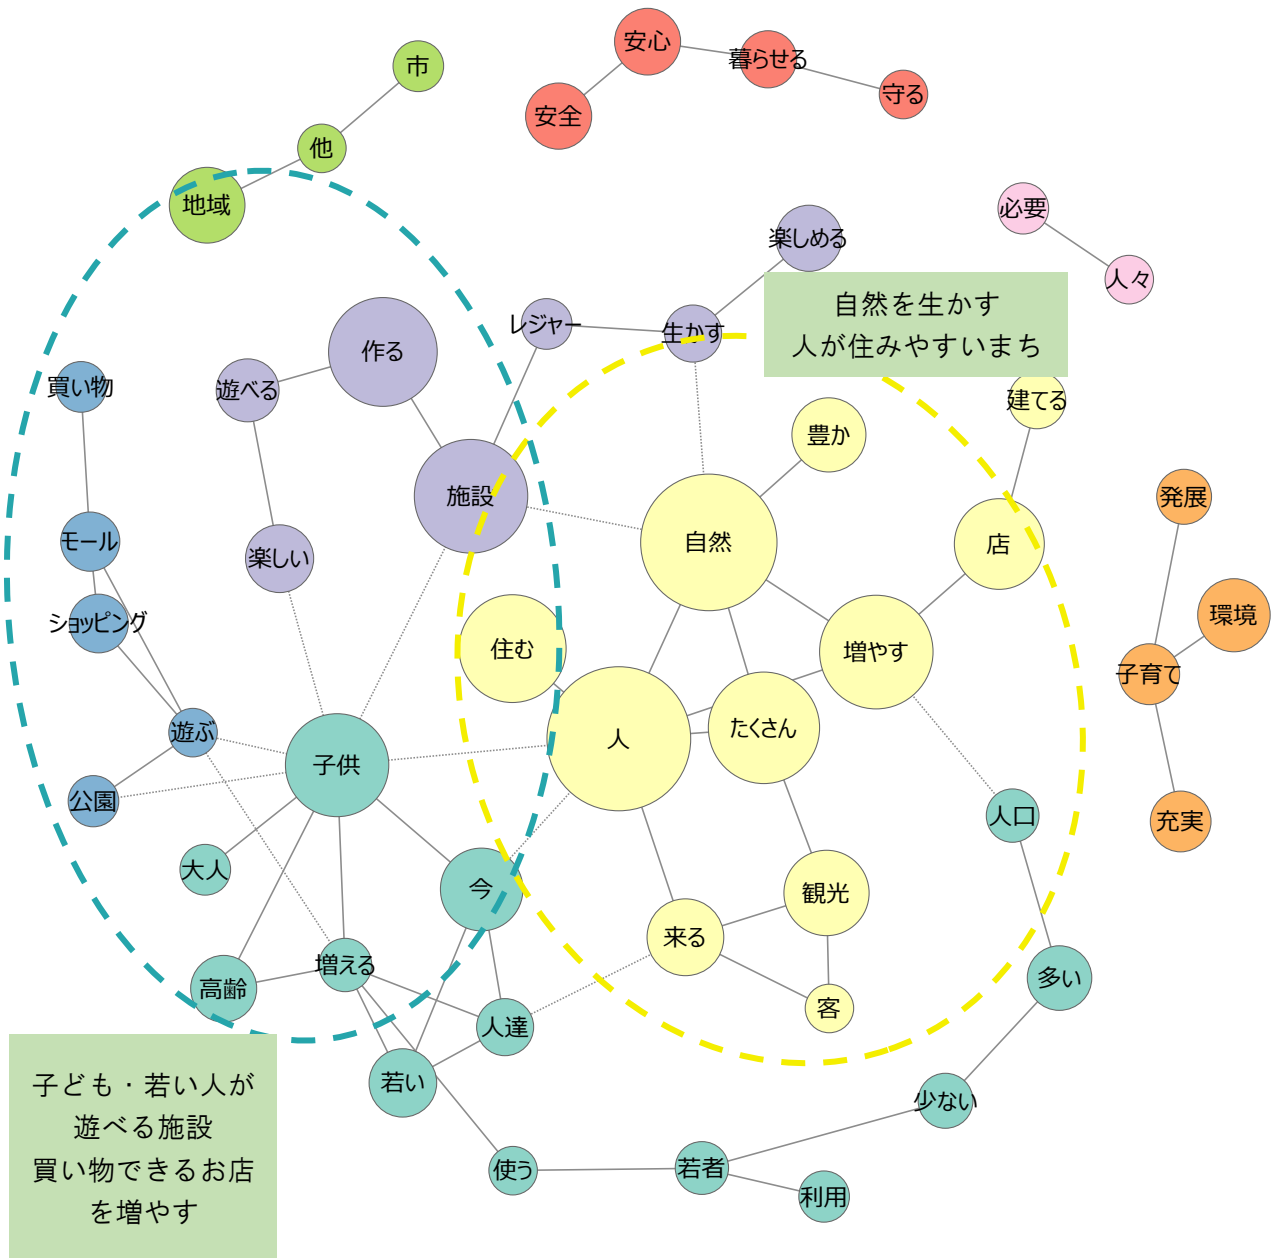 安心
市
暮らせる
守る
安全
他
地域
必要
楽しめる
人々
自然を生かす
人が住みやすいまち
レジャー
生かす
作る
買い物
遊べる
建てる
豊か
施設
発展
モール
自然
店
楽しい
ショッピング
環境
住む
増やす
子育て
遊ぶ
たくさん
人
子供
公園
人口
充実
大人
今
観光
来る
増える
高齢
多い
客
人達
子ども・若い人が
遊べる施設
買い物できるお店
を増やす
若い
少ない
使う
若者
利用